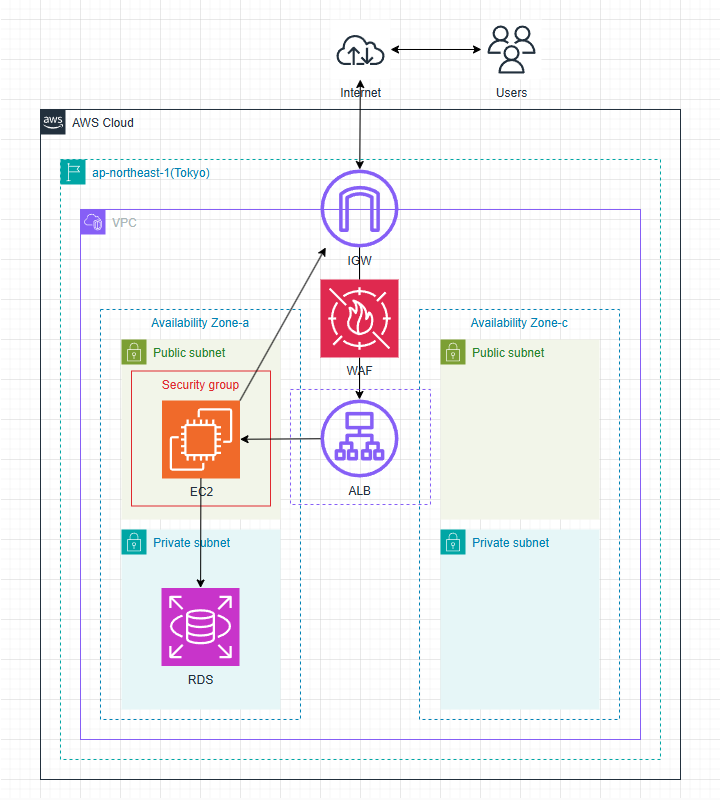 Internet
Users
aws
AWS Cloud
ap-northeast-1(Tokyo)
VPC
IGW
Availability Zone-a
Availability Zone-c
Public subnet
Public subnet
WAF
Security group
EC2
ALB
Private subnet
Private subnet
RDS